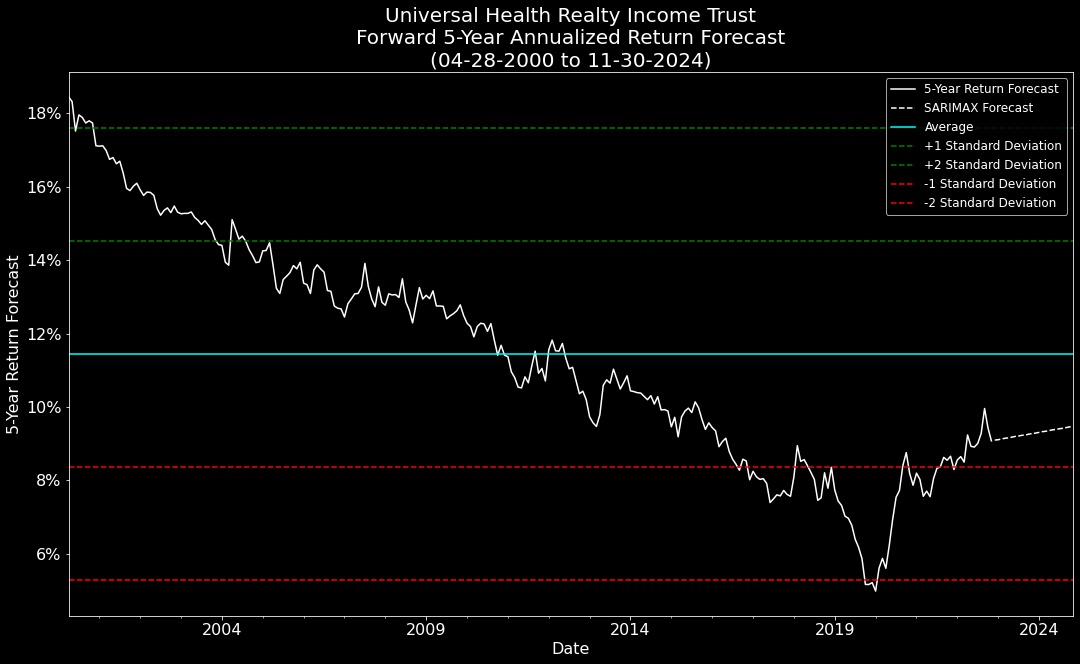 Universal Health Realty Income Trust
Forward 5-Year Annualized Return Forecast
(04-28-2000 to 11-30-2024)
5-Year Return Forecast
SARIMAX Forecast
Average
+1 Standard Deviation
+2 Standard Deviation
-1 Standard Deviation
-2 Standard Deviation
5-Year Return Forecast
18%
16%
14%
12%
10%
8%
6%
2004
2009
2014
2019
2024
Date